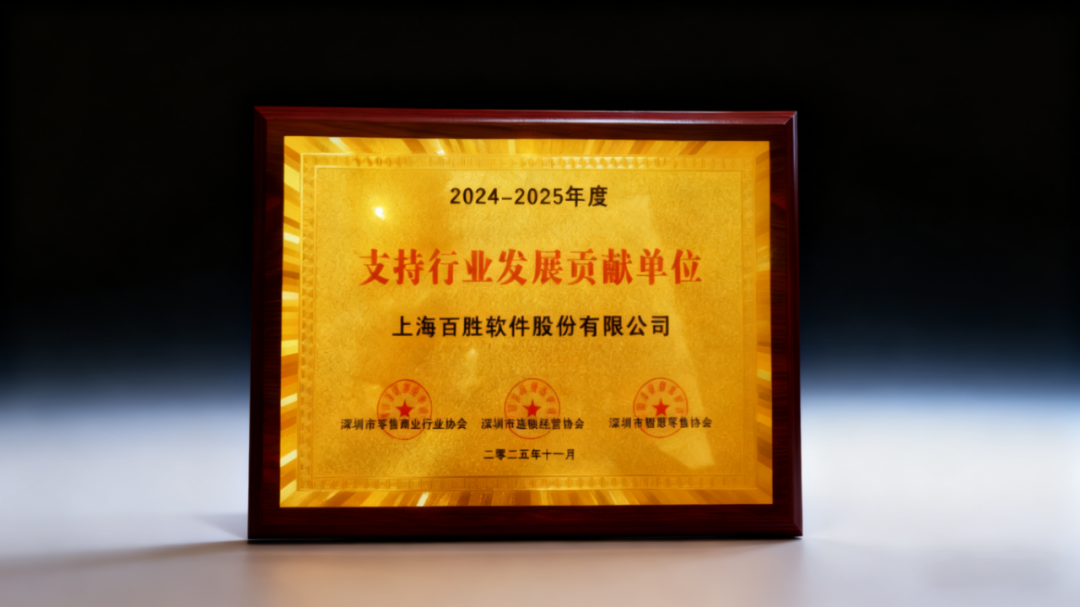 2024-2025年度
支持行业发展贡献单位
上海百胜软件股份有限公司
深圳市零售商业行业协会 深圳市连锁经营协会 深圳市智慧零售协会
二零二五年十一月